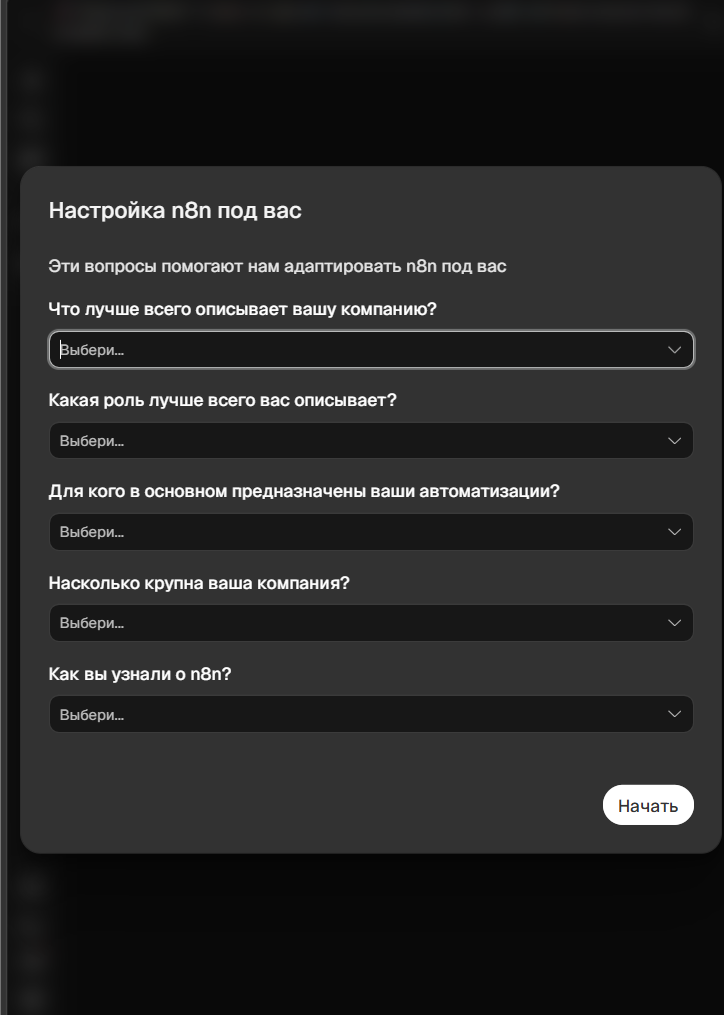 Настройка n8n под вас
Эти вопросы помогают нам адаптировать n8n под вас
Что лучше всего описывает вашу компанию?
Выбери...
Какая роль лучше всего вас описывает?
Выбери...
Для кого в основном предназначены ваши автоматизации?
Выбери...
Насколько крупна ваша компания?
Выбери...
Как вы узнали о n8n?
Выбери...
Начать